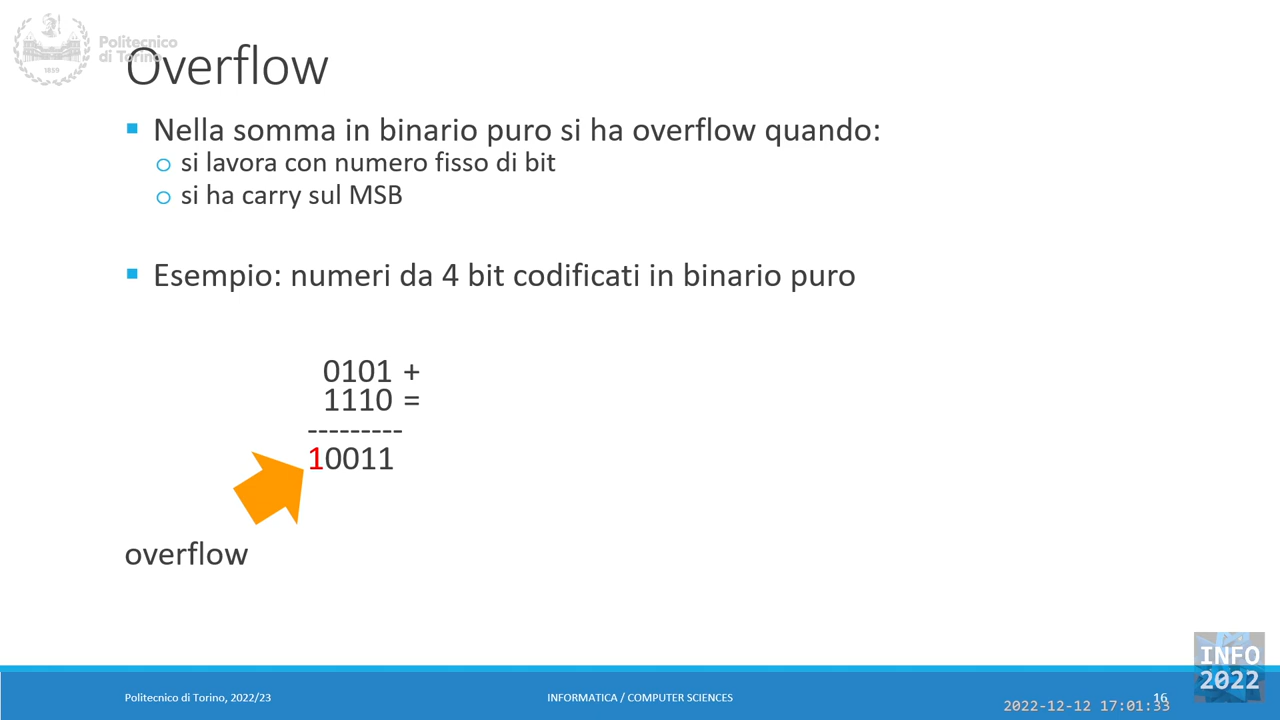 Politecnico
di Torino
1859
Overflow
Nella somma in binario puro si ha overflow quando:
si lavora con numero fisso di bit
si ha carry sul MSB
Esempio: numeri da 4 bit codificati in binario puro
0101 +
1110 =
---------
10011
overflow
INFO
2022
Politecnico di Torino, 2022/23
INFORMATICA / COMPUTER SCIENCES
16
2022-12-12 17:01:33